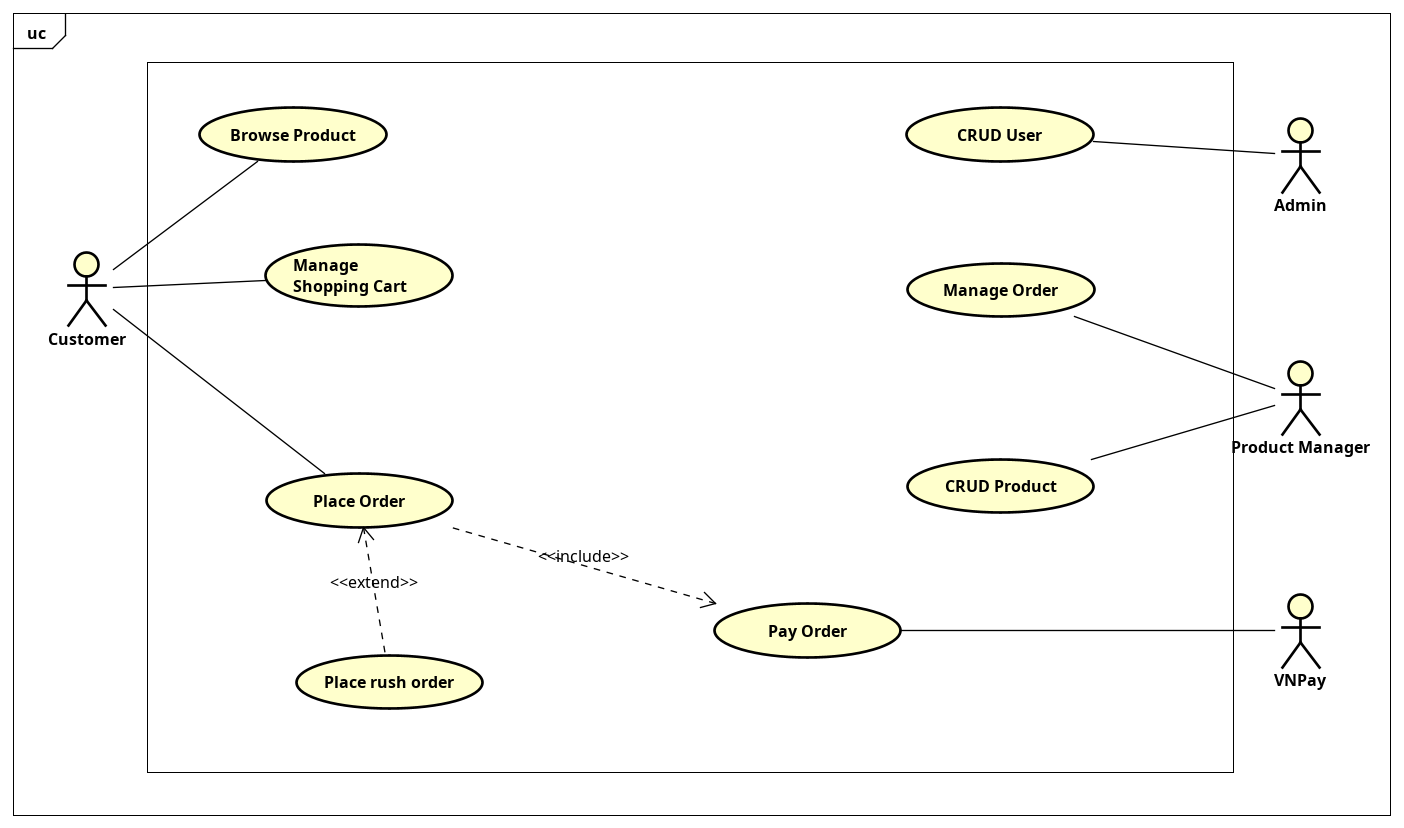 uc
Browse Product
CRUD User
Admin
Manage
Shopping Cart
Manage Order
Customer
Product Manager
Place Order
CRUD Product
<<include>>
<<extend>>
Pay Order
Place rush order
VNPay